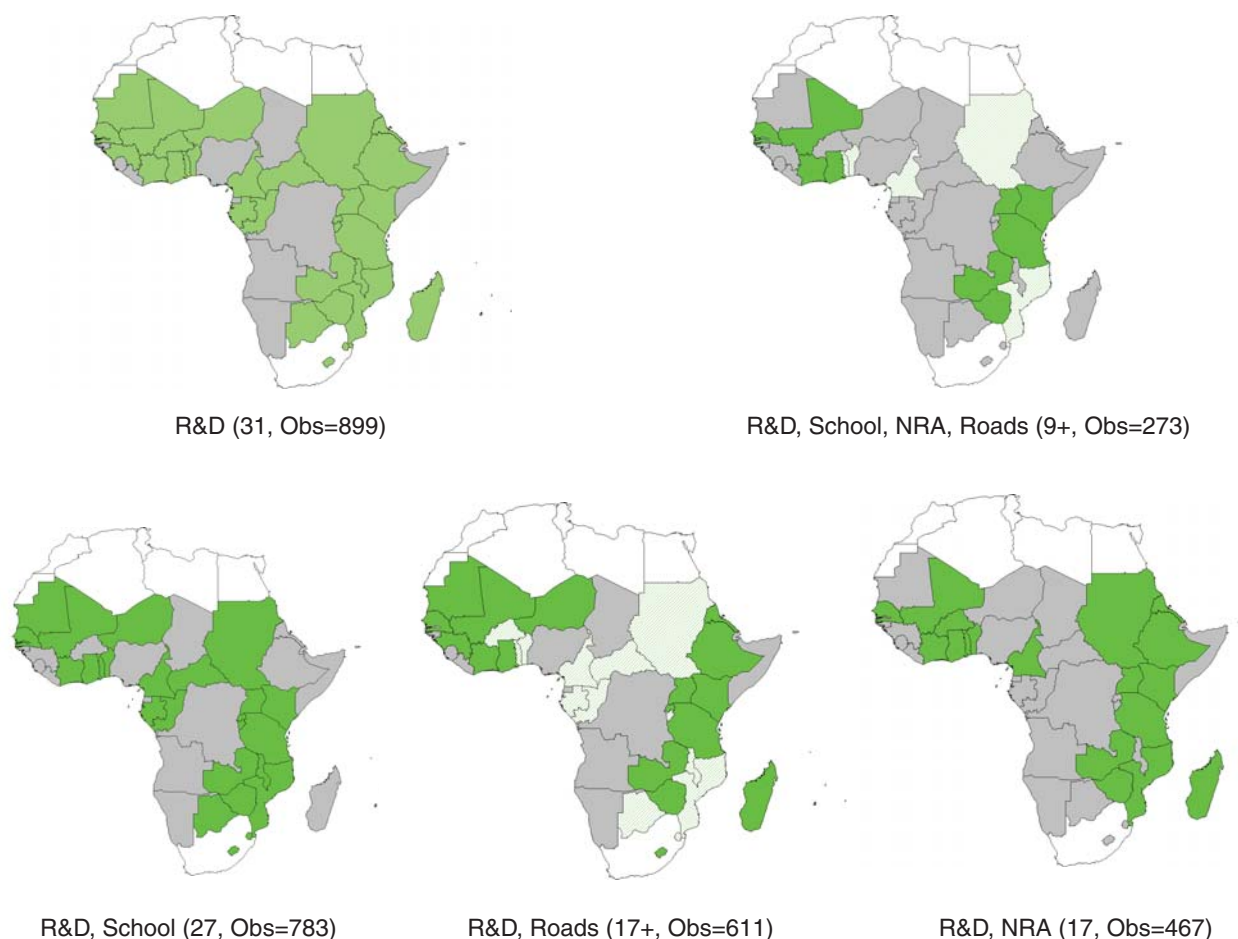 R&D (31, Obs=899)
R&D, School, NRA, Roads (9+, Obs=273)
R&D, School (27, Obs=783)
R&D, Roads (17+, Obs=611)
R&D, NRA (17, Obs=467)